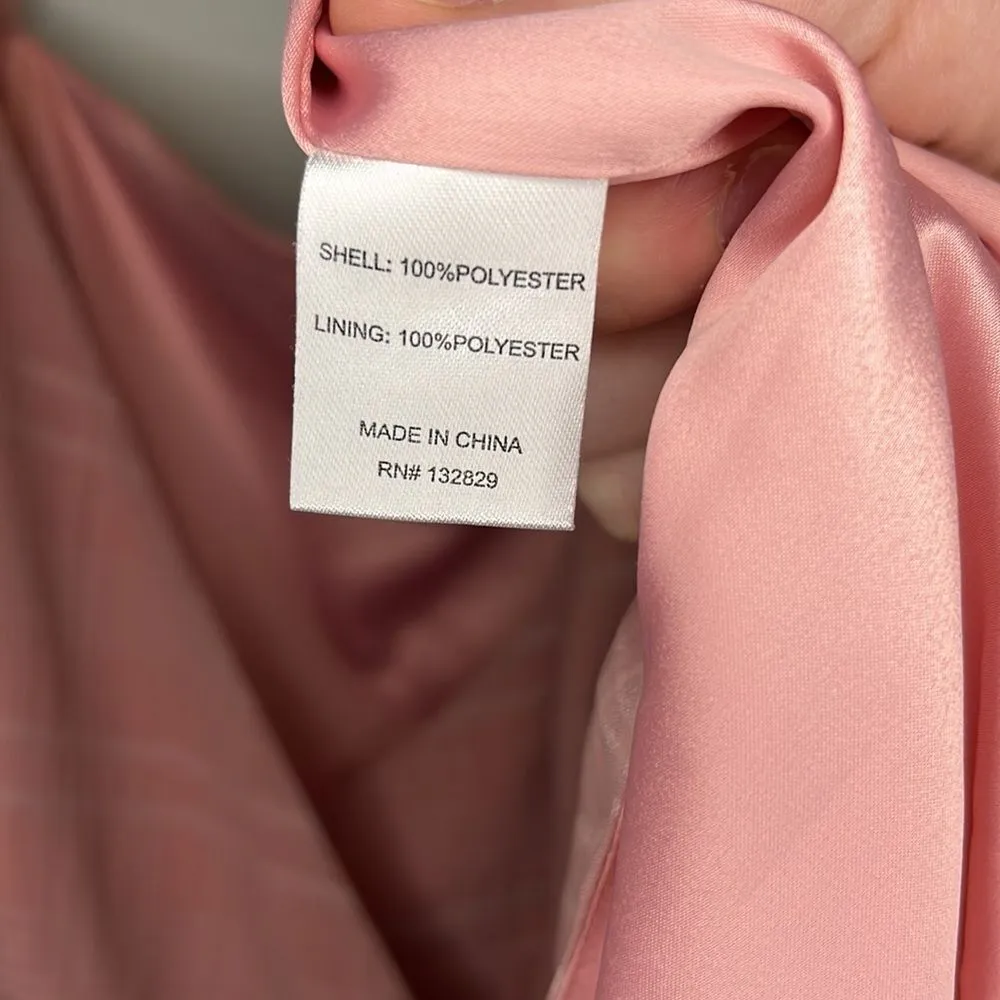 SHELL: 100%POLYESTER
LINING: 100%POLYESTER
MADE IN CHINA
RN# 132829